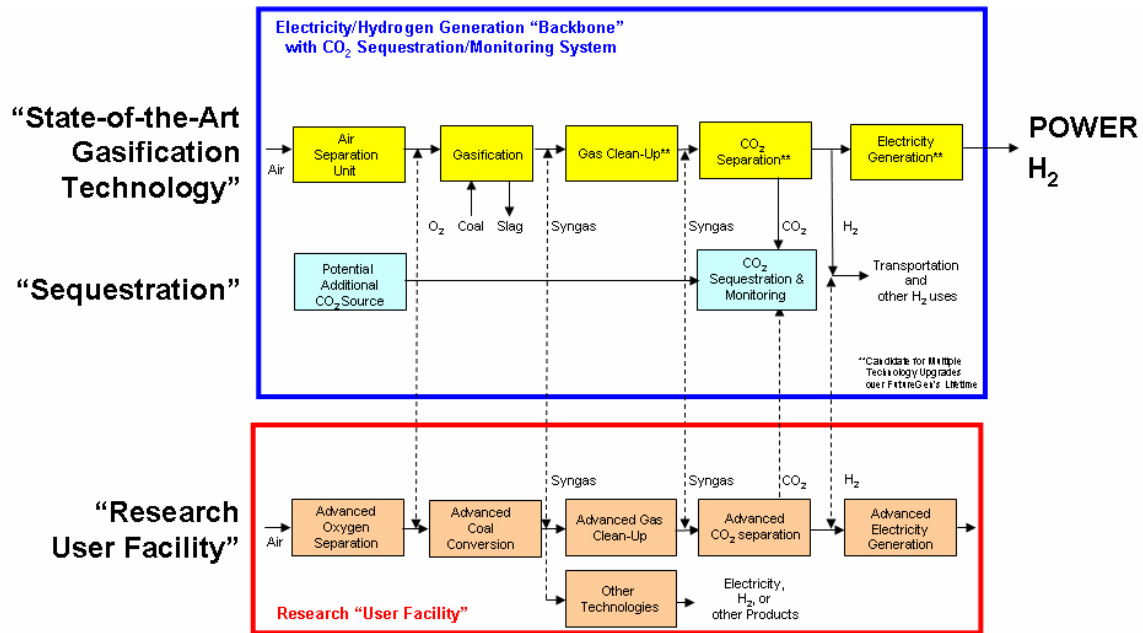 Electricity/Hydrogen Generation “Backbone”
with CO2 Sequestration/Monitoring System
“State-of-the-Art
Gasification
Technology”
Air
Air
Separation
Unit
Gasification
Gas Clean-Up**
CO2
Separation**
Electricity
Generation**
POWER
H2
O2
Coal
Slag
Syngas
Syngas
CO2
H2
“Sequestration”
Potential
Additional
CO2 Source
CO2
Sequestration &
Monitoring
Transportation
and
other H2 uses
**Candidate for Multiple
Technology Upgrades
over FutureGen's Lifetime
“Research
User Facility”
Syngas
Syngas
CO2
H2
Air
Advanced
Oxygen
Separation
Advanced
Coal
Conversion
Advanced Gas
Clean-Up
Advanced
CO2 separation
Advanced
Electricity
Generation
Other
Technologies
Electricity,
H2, or
other Products
Research “User Facility”